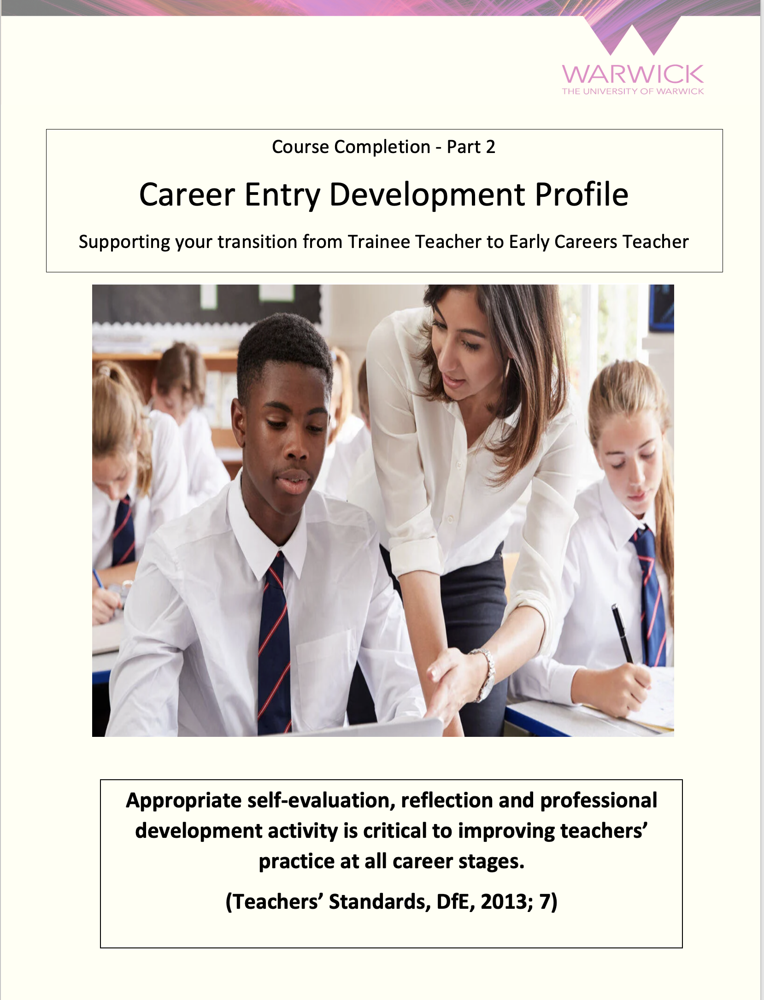 WARWICK
THE UNIVERSITY OF WARWICK
Course Completion - Part 2
Career Entry Development Profile
Supporting your transition from Trainee Teacher to Early Careers Teacher
Appropriate self-evaluation, reflection and professional
development activity is critical to improving teachers’
practice at all career stages.
(Teachers’ Standards, DfE, 2013; 7)